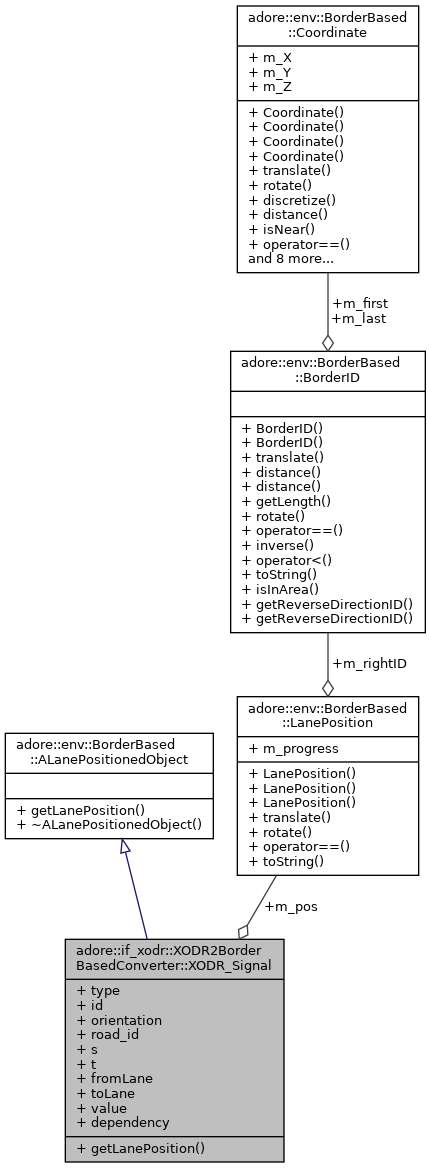 adore::env::BorderBased
::Coordinate
+ m_X
+ m_Y
+ m_Z
+ Coordinate()
+ Coordinate()
+ Coordinate()
+ Coordinate()
+ translate()
+ rotate()
+ discretize()
+ distance()
+ isNear()
+ operator==()
and 8 more...
+m_first
+m_last
adore::env::BorderBased
::BorderID
+ BorderID()
+ BorderID()
+ translate()
+ distance()
+ distance()
+ getLength()
+ rotate()
+ operator==()
+ inverse()
+ operator<()
+ toString()
+ isInArea()
+ getReverseDirectionID()
+ getReverseDirectionID()
+m_rightID
adore::env::BorderBased
::LanePosition
+ m_progress
+ LanePosition()
+ LanePosition()
+ LanePosition()
+ translate()
+ rotate()
+ operator==()
+ toString()
adore::env::BorderBased
::ALanePositionedObject
+ getLanePosition()
+ ~ALanePositionedObject()
+m_pos
adore::if_xodr::XODR2Border
BasedConverter::XODR_Signal
+ type
+ id
+ orientation
+ road_id
+ s
+ t
+ fromLane
+ toLane
+ value
+ dependency
+ getLanePosition()